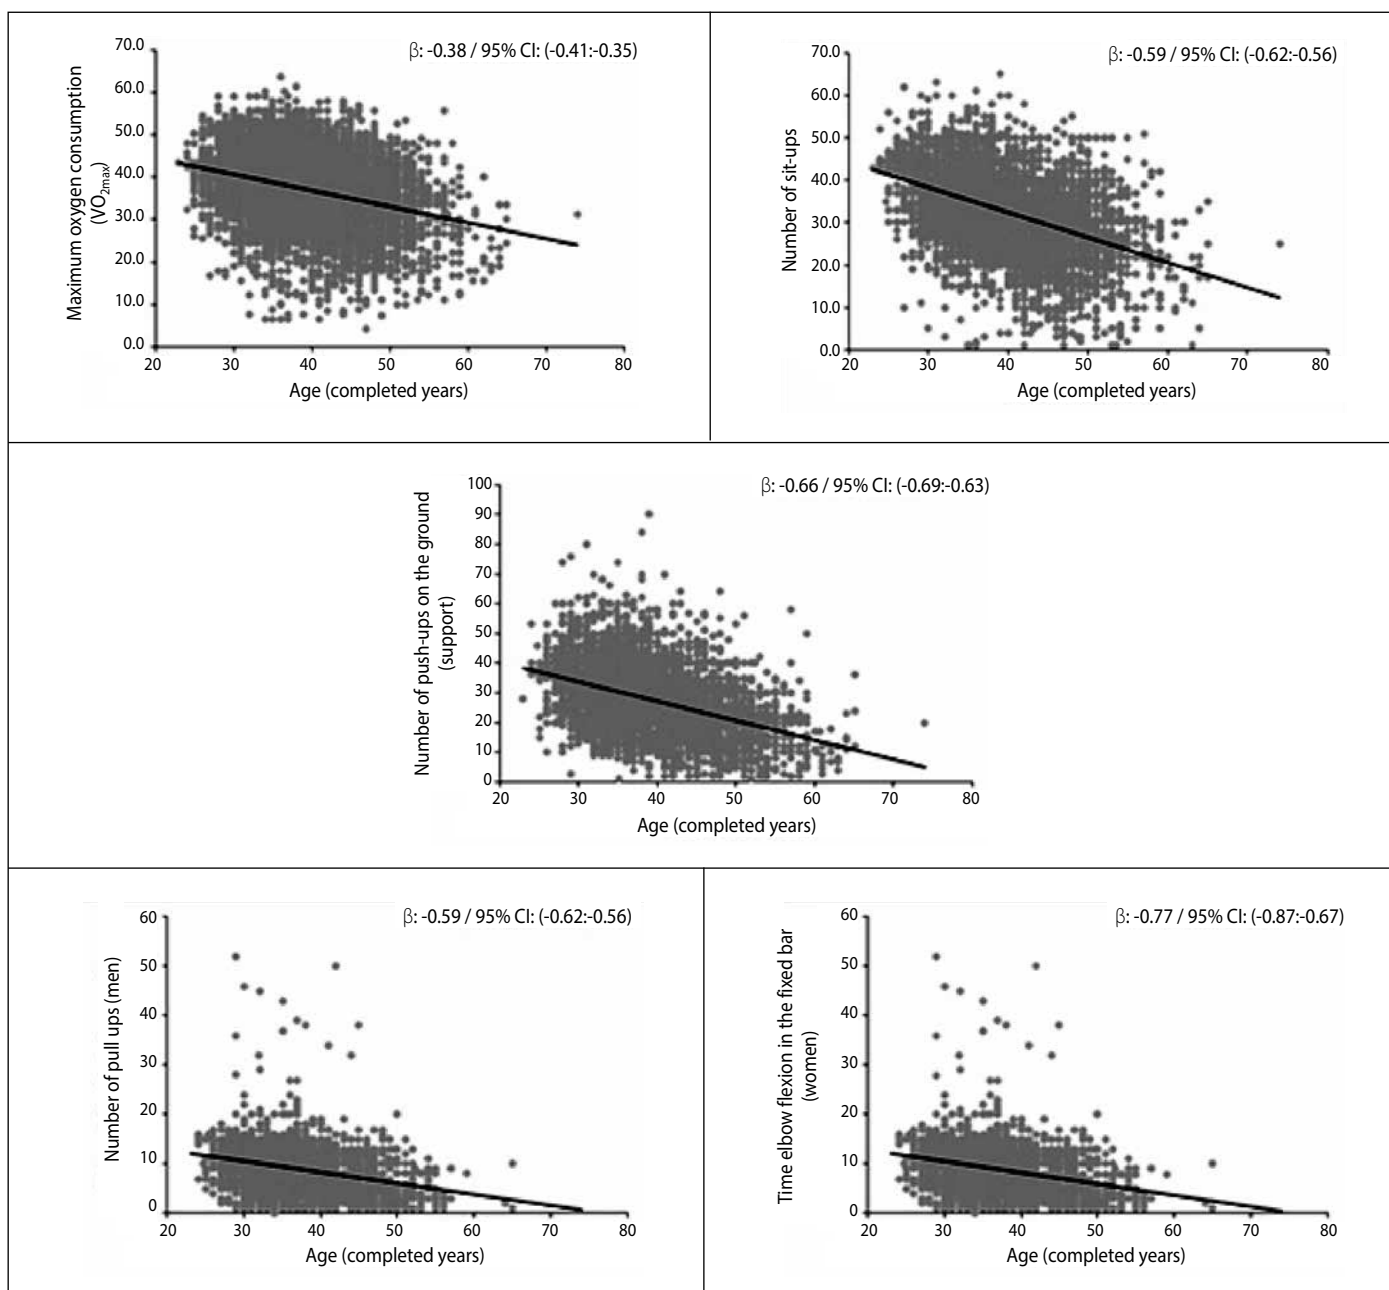 β: -0.38 / 95% CI: (-0.41:-0.35)
Maximum oxygen consumption
(VO2max)
70.0
60.0
50.0
40.0
30.0
20.0
10.0
0.0
20 30 40 50 60 70 80
Age (completed years)
β: -0.59 / 95% CI: (-0.62:-0.56)
Number of sit-ups
70.0
60.0
50.0
40.0
30.0
20.0
10.0
0.0
20 30 40 50 60 70 80
Age (completed years)
β: -0.66 / 95% CI: (-0.69:-0.63)
Number of push-ups on the ground
(support)
100
90
80
70
60
50
40
30
20
10
0
20 30 40 50 60 70 80
Age (completed years)
β: -0.59 / 95% CI: (-0.62:-0.56)
Number of pull ups (men)
60
50
40
30
20
10
0
20 30 40 50 60 70 80
Age (completed years)
β: -0.77 / 95% CI: (-0.87:-0.67)
Time elbow flexion in the fixed bar
(women)
60
50
40
30
20
10
0
20 30 40 50 60 70 80
Age (completed years)